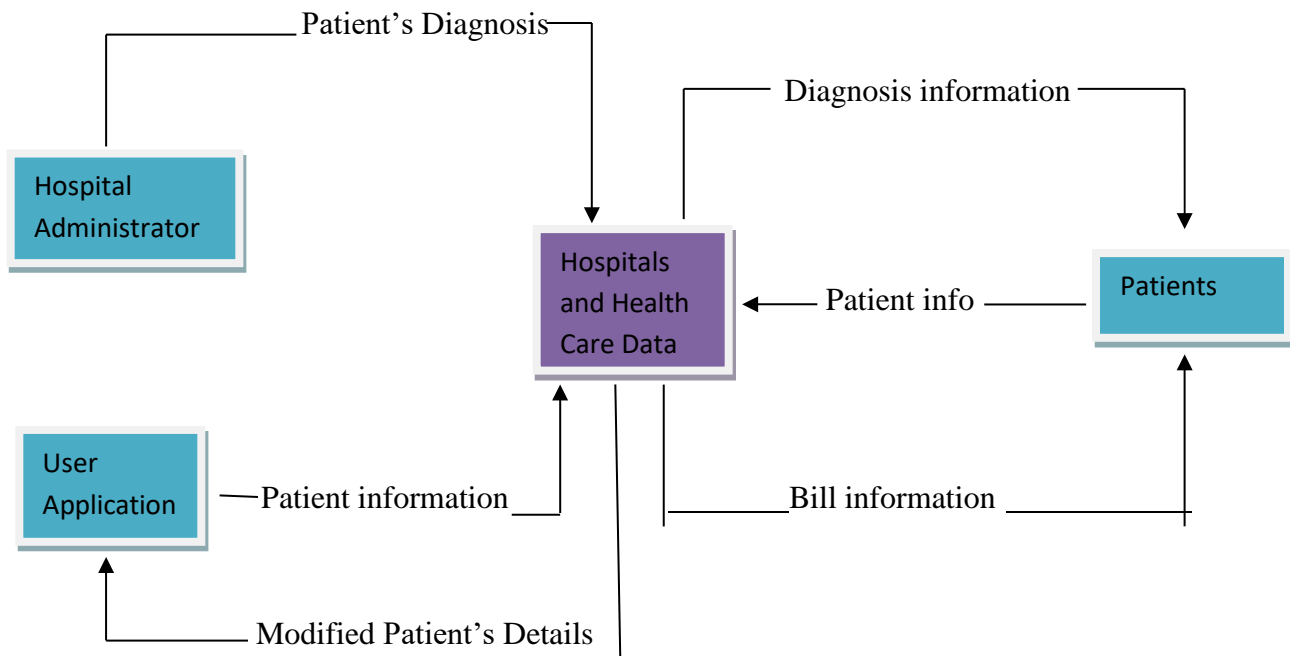 Patient’s Diagnosis
Diagnosis information
Hospital
Administrator
Hospitals
and Health
Care Data
Patients
Patient info
User
Application
Patient information
Bill information
Modified Patient’s Details